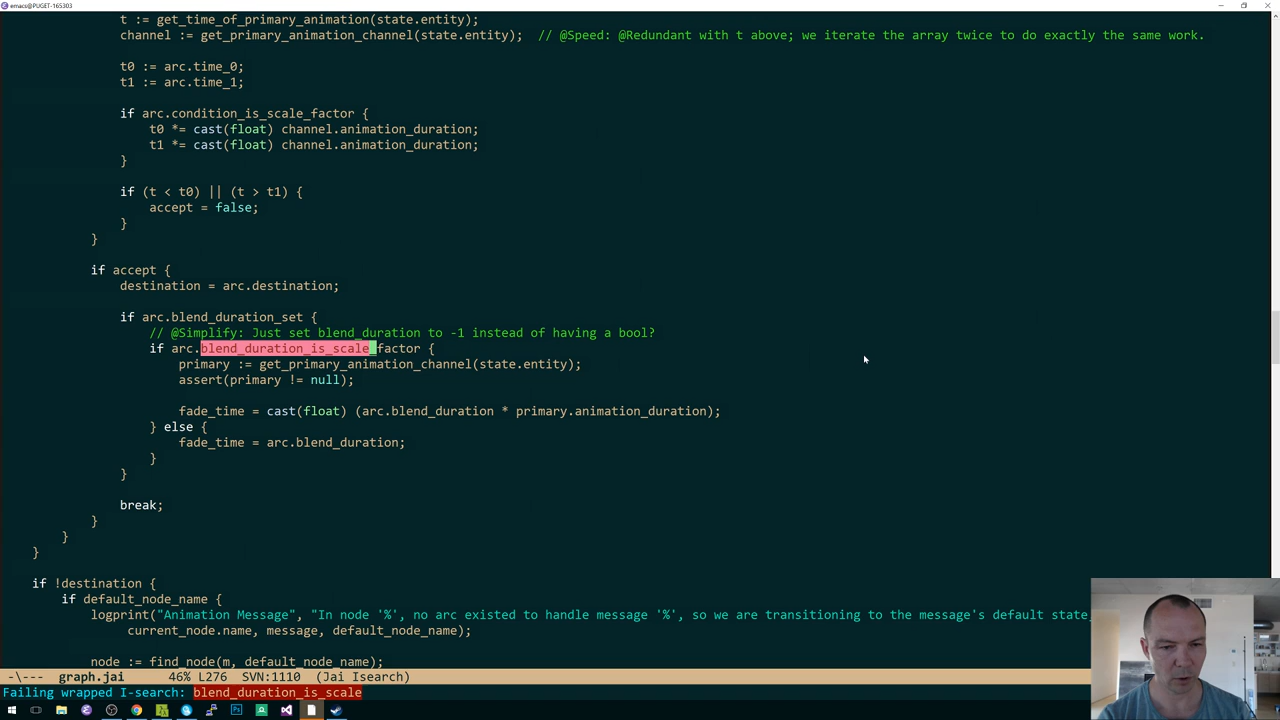 emacs@PUGET-165303
t := get_time_of_primary_animation(state.entity);
channel := get_primary_animation_channel(state.entity);  // @Speed: @Redundant with t above; we iterate the array twice to do exactly the same work.
t0 := arc.time_0;
t1 := arc.time_1;
if arc.condition_is_scale_factor {
t0 *= cast(float) channel.animation_duration;
t1 *= cast(float) channel.animation_duration;
}
if (t < t0) || (t > t1) {
accept = false;
}
}
if accept {
destination = arc.destination;
if arc.blend_duration_set {
// @Simplify: Just set blend_duration to -1 instead of having a bool?
if arc.blend_duration_is_scale_factor {
primary := get_primary_animation_channel(state.entity);
assert(primary != null);
fade_time = cast(float) (arc.blend_duration * primary.animation_duration);
} else {
fade_time = arc.blend_duration;
}
}
break;
}
}
}
if !destination {
if default_node_name {
logprint("Animation Message", "In node '%', no arc existed to handle message '%', so we are transitioning to the message's default state
current_node.name, message, default_node_name);
node := find_node(m, default_node_name);
-\---  graph.jai      46% L276  SVN:1110  (Jai Isearch)
Failing wrapped I-search: blend_duration_is_scale